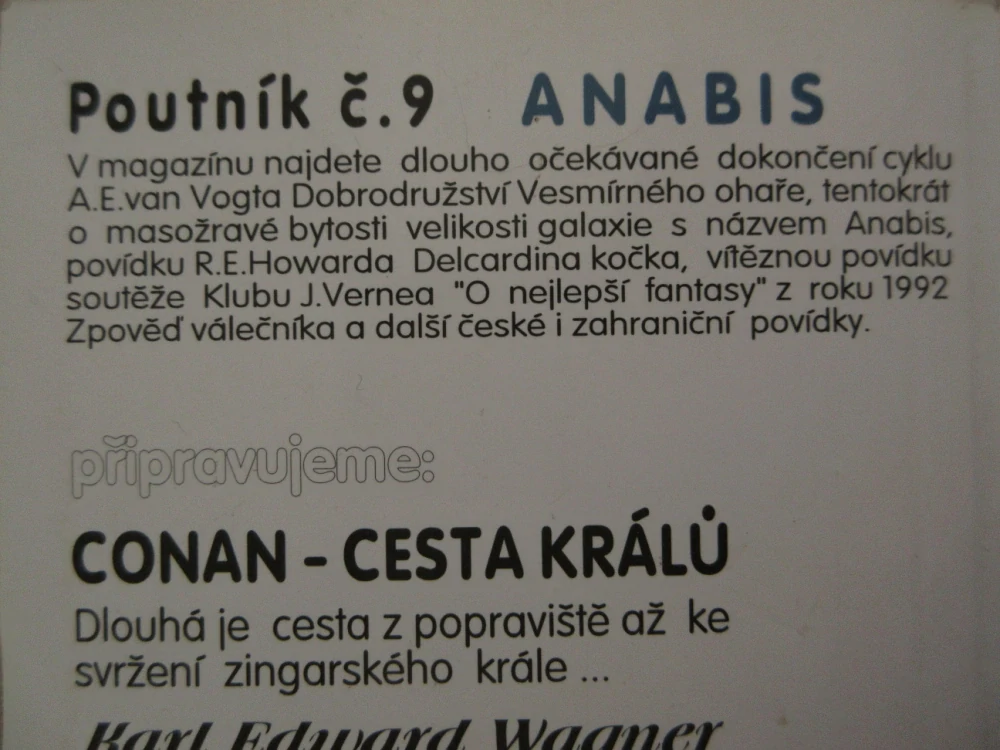 Poutník č.9 ANABIS
V magazínu najdete dlouho očekávané dokončení cyklu
A.E.van Vogta Dobrodružství Vesmírného ohaře, tentokrát
o masožravé bytosti velikosti galaxie s názvem Anabis,
povídku R.E.Howarda Delcardina kočka, vítěznou povídku
soutěže Klubu J.Vernea "O nejlepší fantasy" z roku 1992
Zpověď válečníka a další české i zahraniční povídky.
připravujeme:
CONAN - CESTA KRÁLŮ
Dlouhá je cesta z popraviště až ke
svržení zingarského krále ...
Karl Edward Wagner